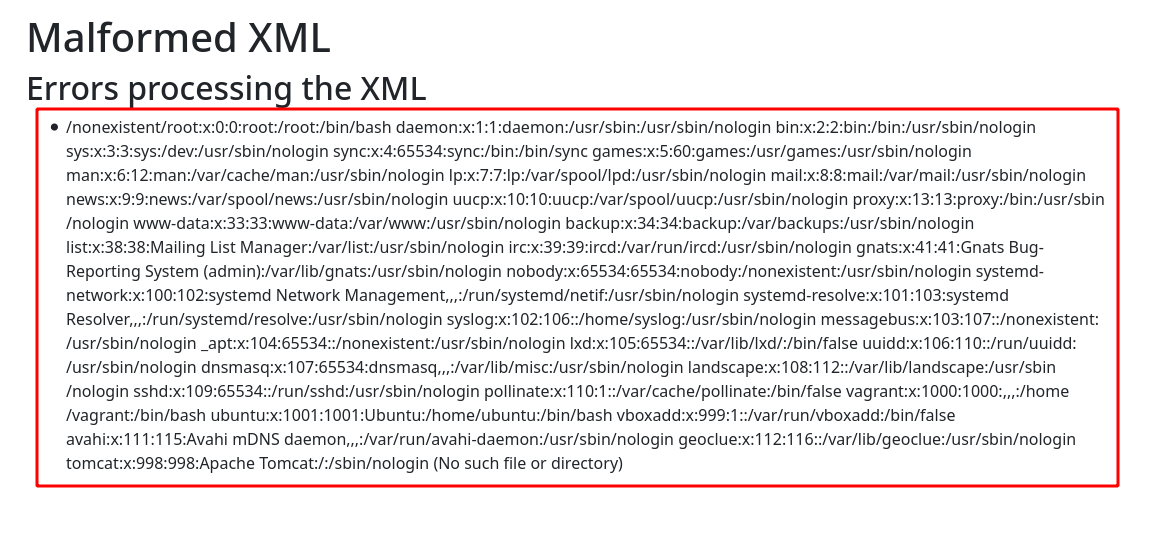 Malformed XML
Errors processing the XML
• /nonexistent/root:x:0:0:root:/root:/bin/bash daemon:x:1:1:daemon:/usr/sbin:/usr/sbin/nologin bin:x:2:2:bin:/bin:/usr/sbin/nologin
sys:x:3:3:sys:/dev:/usr/sbin/nologin sync:x:4:65534:sync:/bin:/bin/sync games:x:5:60:games:/usr/games:/usr/sbin/nologin
man:x:6:12:man:/var/cache/man:/usr/sbin/nologin lp:x:7:7:lp:/var/spool/lpd:/usr/sbin/nologin mail:x:8:8:mail:/var/mail:/usr/sbin/nologin
news:x:9:9:news:/var/spool/news:/usr/sbin/nologin uucp:x:10:10:uucp:/var/spool/uucp:/usr/sbin/nologin proxy:x:13:13:proxy:/bin:/usr/sbin
/nologin www-data:x:33:33:www-data:/var/www:/usr/sbin/nologin backup:x:34:34:backup:/var/backups:/usr/sbin/nologin
list:x:38:38:Mailing List Manager:/var/list:/usr/sbin/nologin irc:x:39:39:ircd:/var/run/ircd:/usr/sbin/nologin gnats:x:41:41:Gnats Bug-
Reporting System (admin):/var/lib/gnats:/usr/sbin/nologin nobody:x:65534:65534:nobody:/nonexistent:/usr/sbin/nologin systemd-
network:x:100:102:systemd Network Management,,,:/run/systemd/netif:/usr/sbin/nologin systemd-resolve:x:101:103:systemd
Resolver,,,:/run/systemd/resolve:/usr/sbin/nologin syslog:x:102:106::/home/syslog:/usr/sbin/nologin messagebus:x:103:107::/nonexistent:
/usr/sbin/nologin _apt:x:104:65534::/nonexistent:/usr/sbin/nologin lxd:x:105:65534::/var/lib/lxd/:/bin/false uuidd:x:106:110::/run/uuidd:
/usr/sbin/nologin dnsmasq:x:107:65534:dnsmasq,,,:/var/lib/misc:/usr/sbin/nologin landscape:x:108:112::/var/lib/landscape:/usr/sbin
/nologin sshd:x:109:65534::/run/sshd:/usr/sbin/nologin pollinate:x:110:1::/var/cache/pollinate:/bin/false vagrant:x:1000:1000:,,,:/home
/vagrant:/bin/bash ubuntu:x:1001:1001:Ubuntu:/home/ubuntu:/bin/bash vboxadd:x:999:1::/var/run/vboxadd:/bin/false
avahi:x:111:115:Avahi mDNS daemon,,,:/var/run/avahi-daemon:/usr/sbin/nologin geoclue:x:112:116::/var/lib/geoclue:/usr/sbin/nologin
tomcat:x:998:998:Apache Tomcat:/:/sbin/nologin (No such file or directory)